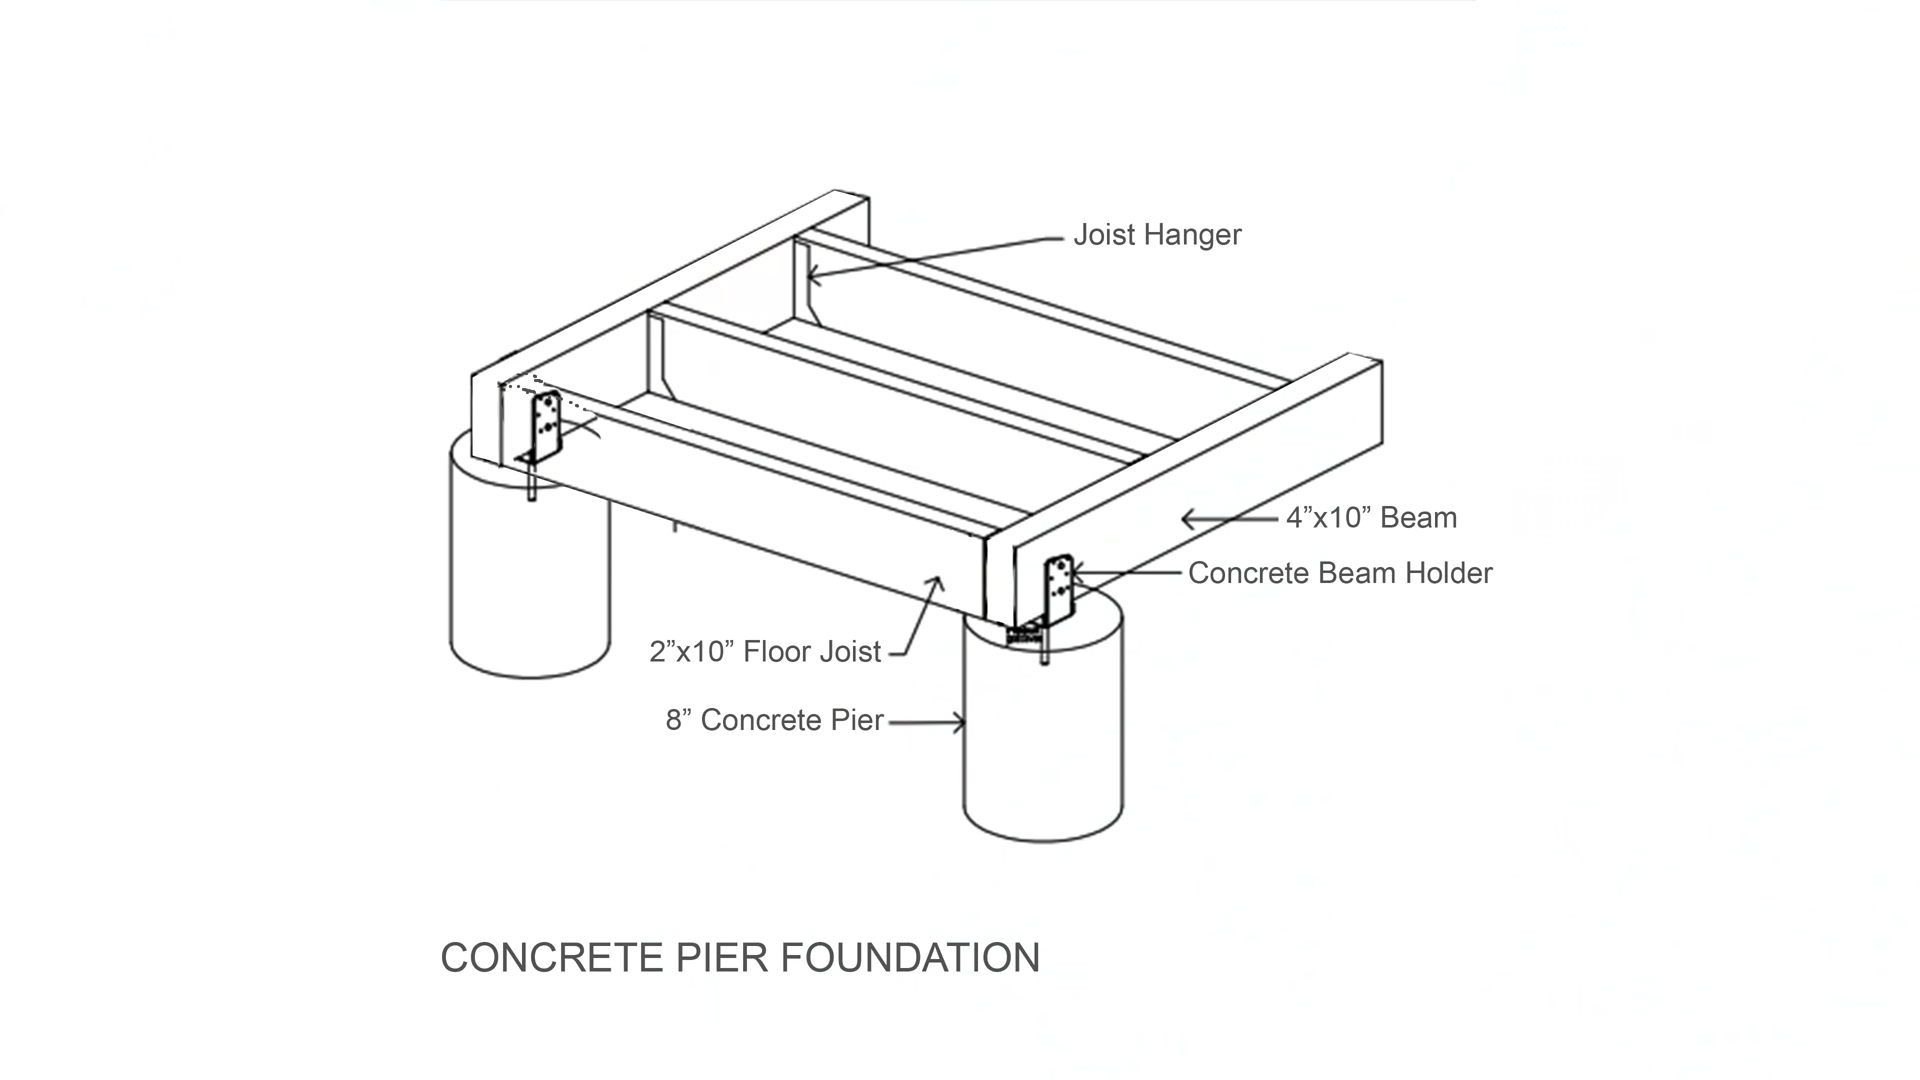 Joist Hanger
4”x10” Beam
Concrete Beam Holder
2”x10” Floor Joist
8” Concrete Pier
CONCRETE PIER FOUNDATION